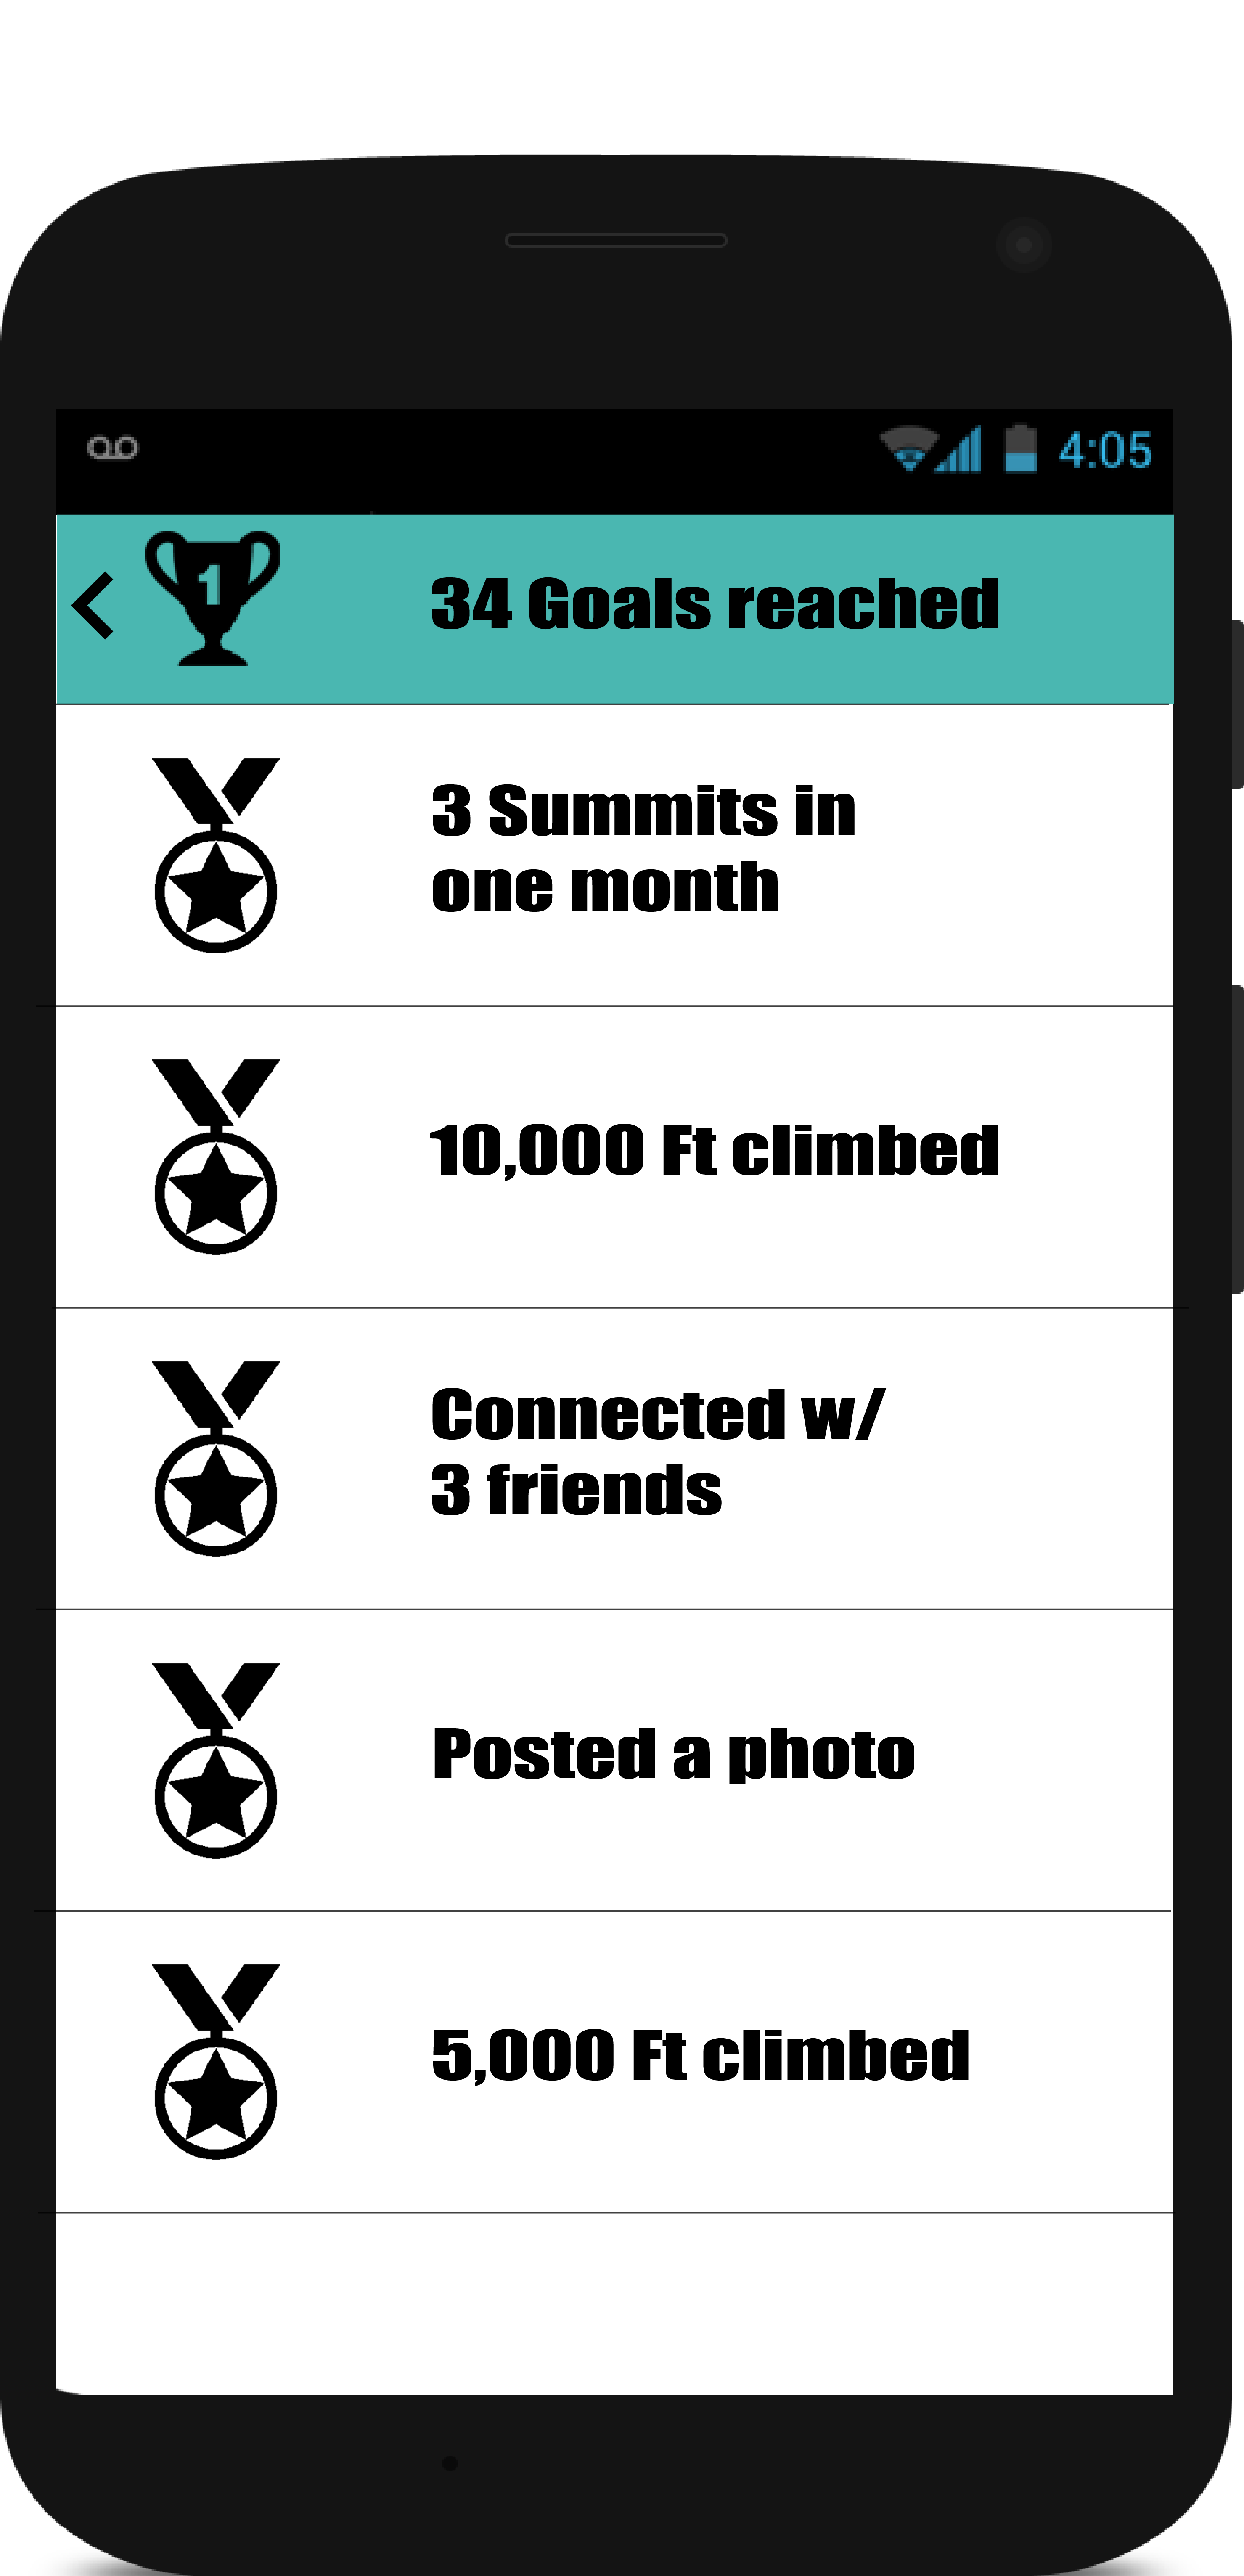 4:05
1
34 Goals reached
3 Summits in
one month
10,000 Ft climbed
Connected w/
3 friends
Posted a photo
5,000 Ft climbed